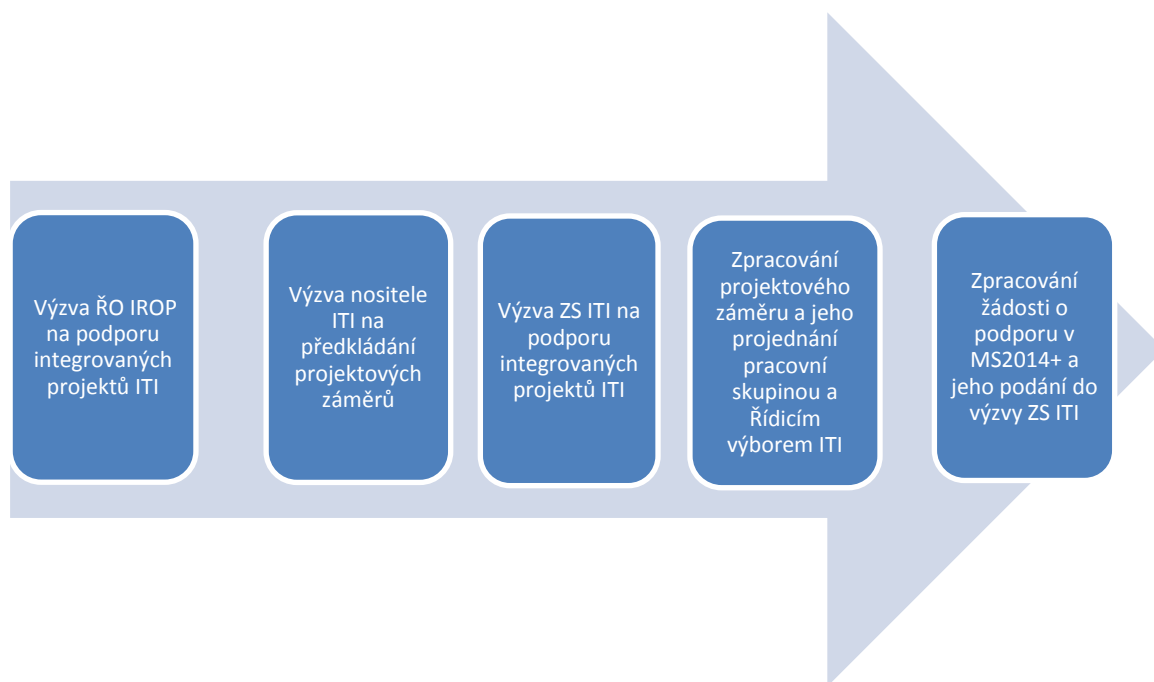 Výzva ŘO IROP
na podporu
integrovaných
projektů ITI
Výzva nositele
ITI na
předkládání
projektových
záměrů
Výzva ZS ITI na
podporu
integrovaných
projektů ITI
Zpracování
projektového
záměru a jeho
projednání
pracovní
skupinou a
Řídicím
výborem ITI
Zpracování
žádosti o
podporu v
MS2014+ a
jeho podání do
výzvy ZS ITI